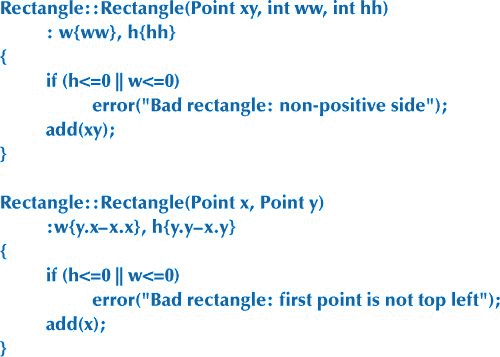 Rectangle::Rectangle(Point xy, int ww, int hh)
: w{ww}, h{hh}
{
if (h<=0 || w<=0)
error("Bad rectangle: non-positive side");
add(xy);
}
Rectangle::Rectangle(Point x, Point y)
:w{y.x–x.x}, h{y.y–x.y}
{
if (h<=0 || w<=0)
error("Bad rectangle: first point is not top left");
add(x);
}